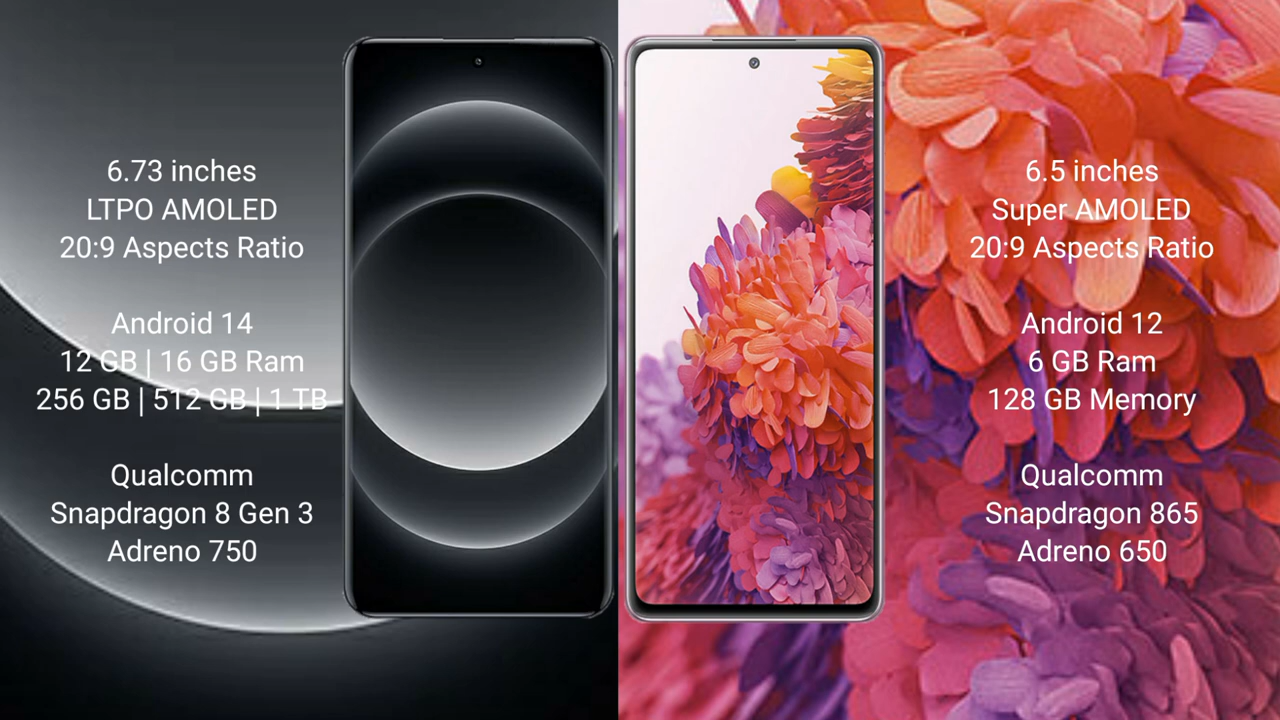 6.73 inches
LTPO AMOLED
20:9 Aspects Ratio
Android 14
12 GB | 16 GB Ram
256 GB | 512 GB | 1 TB
Qualcomm
Snapdragon 8 Gen 3
Adreno 750
6.5 inches
Super AMOLED
20:9 Aspects Ratio
Android 12
6 GB Ram
128 GB Memory
Qualcomm
Snapdragon 865
Adreno 650